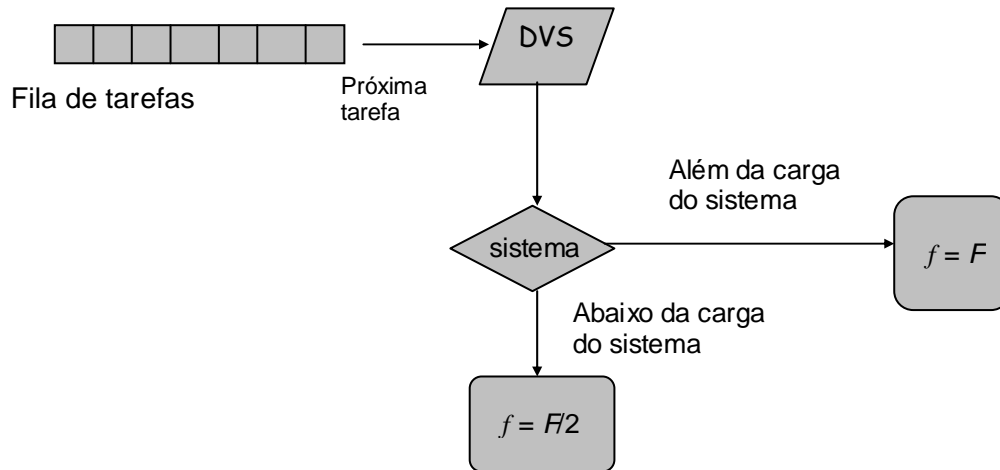 DVS
Fila de tarefas
Próxima
tarefa
Além da carga
do sistema
sistema
f = F
Abaixo da carga
do sistema
f = F/2